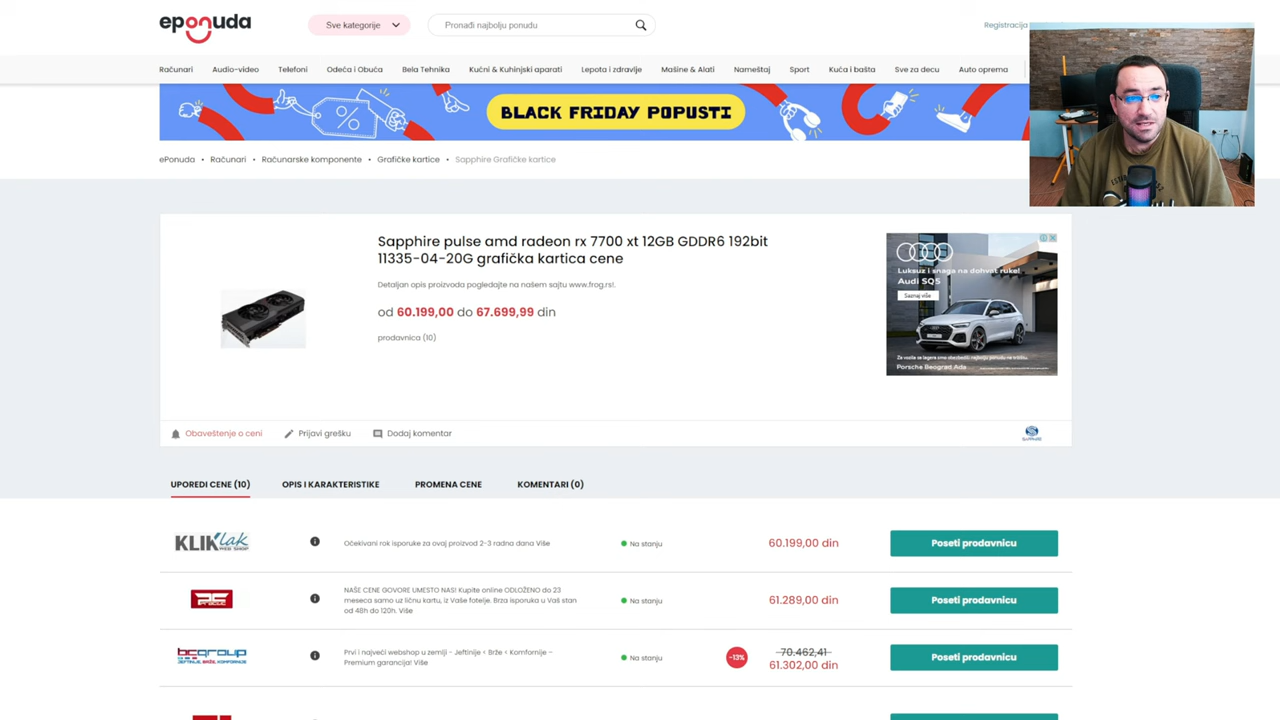 eponuda
Sve kategorije
Pronađi najbolju ponudu
Registracija
Računari
Audio-video
Telefoni
Odeća i Obuća
Bela Tehnika
Kućni & Kuhinjski aparati
Lepota i zdravlje
Mašine & Alati
Nameštaj
Sport
Kuća i bašta
Sve za decu
Auto oprema
%
BLACK FRIDAY POPUSTI
ePonuda • Računari • Računarske komponente • Grafičke kartice • Sapphire Grafičke kartice
Sapphire pulse amd radeon rx 7700 xt 12GB GDDR6 192bit
11335-04-20G grafička kartica cene
Detaljan opis proizvoda pogledajte na našem sajtu www.frog.rs!.
od 60.199,00 do 67.699,99 din
prodavnica (10)
Luksuz i snaga na dohvat ruke!
Audi SQ5
Saznaj više
Porsche Beograd Ada
Obaveštenje o ceni
Prijavi grešku
Dodaj komentar
SAPPHIRE
UPOREDI CENE (10)
OPIS I KARAKTERISTIKE
PROMENA CENE
KOMENTARI (0)
KLIKlak
WEB SHOP
Očekivani rok isporuke za ovaj proizvod 2-3 radna dana Više
Na stanju
60.199,00 din
Poseti prodavnicu
NAŠE CENE GOVORE UMESTO NAS! Kupite online ODLOŽENO do 23
meseca samo uz ličnu kartu, iz Vaše fotelje. Brza isporuka u Vaš stan
od 48h do 120h. Više
Na stanju
61.289,00 din
Poseti prodavnicu
bcgroup
JEFTINIJE, BRŽE, KOMFORNIJE
Prvi i najveći webshop u zemlji - Jeftinije < Brže < Komfornije –
Premium garancija! Više
Na stanju
-13%
70.462,41
61.302,00 din
Poseti prodavnicu